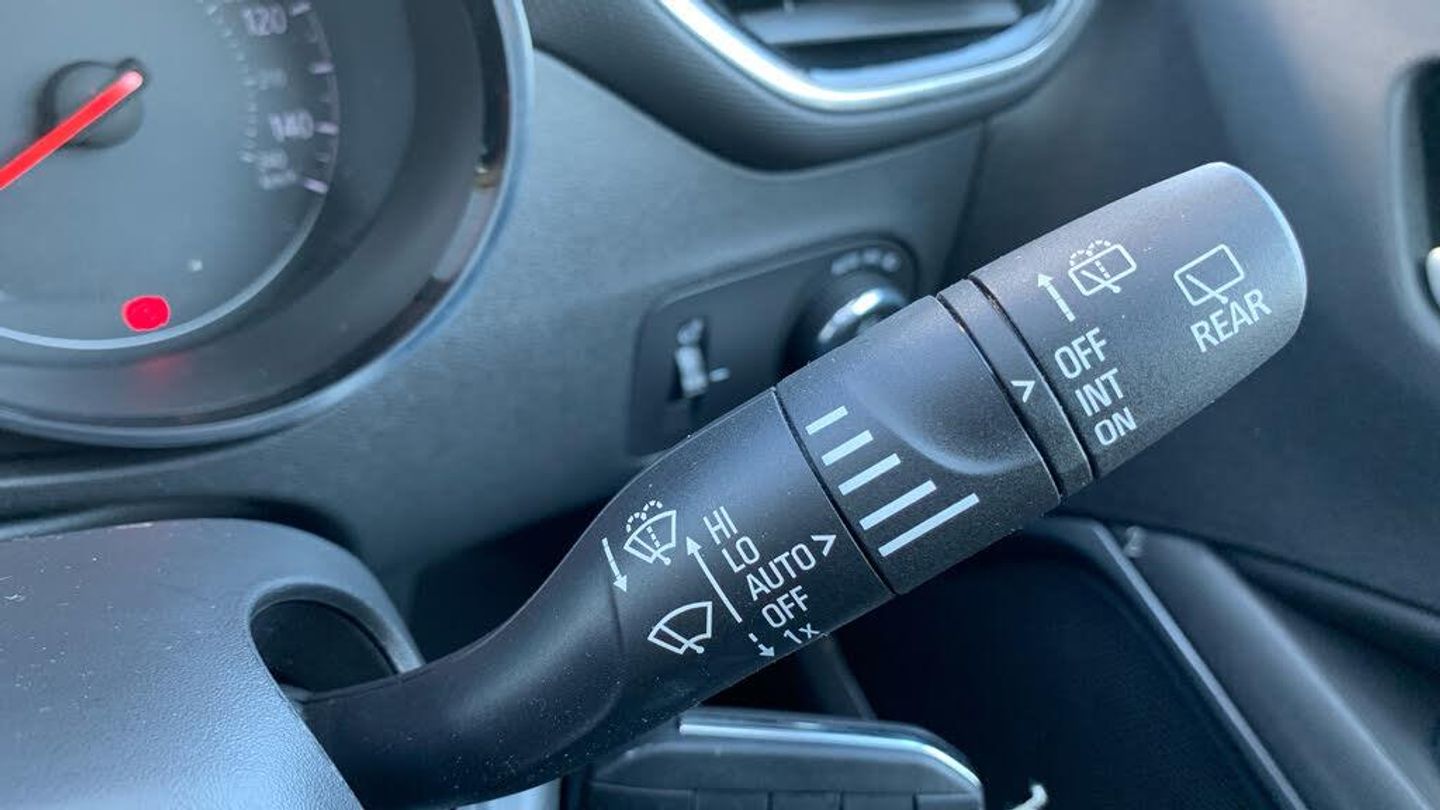 120
140
HI
LO
AUTO >
OFF
1x
>
OFF
INT
ON
REAR